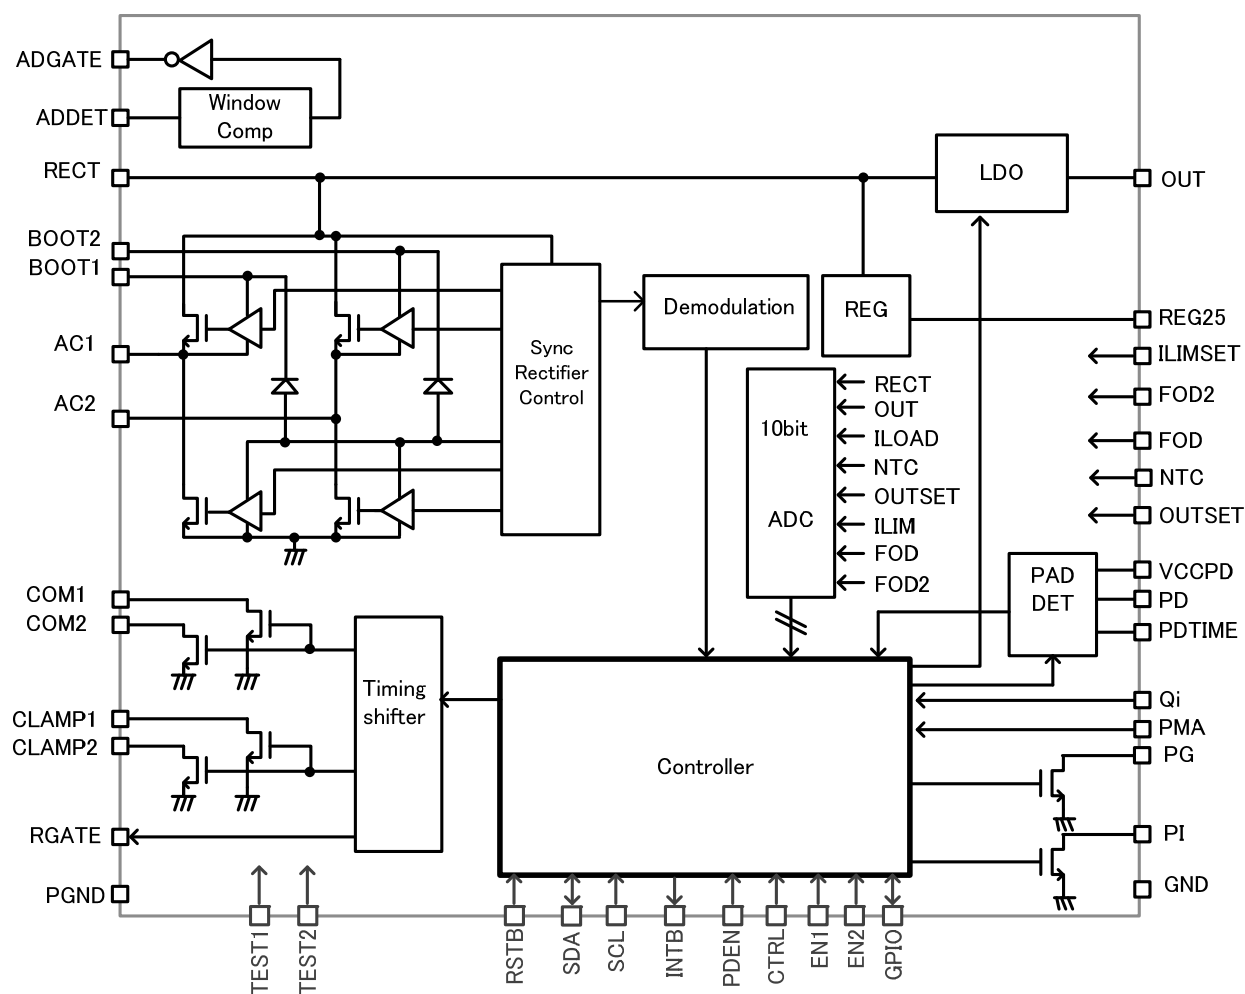 ADGATE
ADDET
RECT
BOOT2
BOOT1
AC1
AC2
COM1
COM2
CLAMP1
CLAMP2
RGATE
PGND
Window
Comp
Sync
Rectifier
Control
Demodulation
REG
LDO
10bit
ADC
RECT
OUT
ILOAD
NTC
OUTSET
ILIM
FOD
FOD2
PAD
DET
Timing
shifter
Controller
OUT
REG25
ILIMSET
FOD2
FOD
NTC
OUTSET
VCCPD
PD
PDTIME
Qi
PMA
PG
PI
GND
TEST1
TEST2
RSTB
SDA
SCL
INTB
PDEN
CTRL
EN1
EN2
GPIO